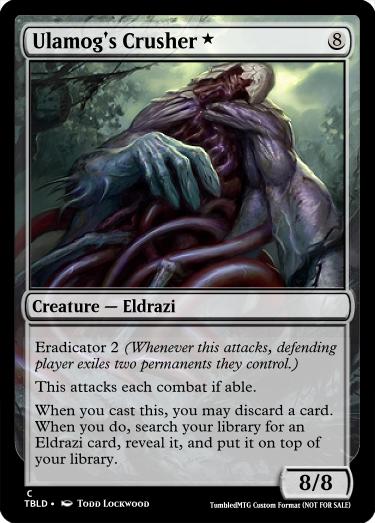 Ulamog's Crusher ★ 8
Creature — Eldrazi
Eradicator 2 (Whenever this attacks, defending
player exiles two permanents they control.)
This attacks each combat if able.
When you cast this, you may discard a card.
When you do, search your library for an
Eldrazi card, reveal it, and put it on top of
your library.
8/8
C
TBLD • Todd Lockwood
TumbledMTG Custom Format (NOT FOR SALE)